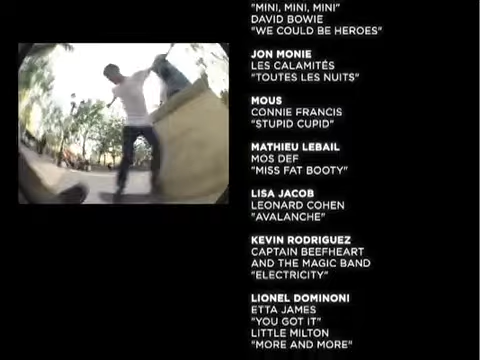 "MINI, MINI, MINI"
DAVID BOWIE
"WE COULD BE HEROES"
JON MONIE
LES CALAMITÉS
"TOUTES LES NUITS"
MOUS
CONNIE FRANCIS
"STUPID CUPID"
MATHIEU LEBAIL
MOS DEF
"MISS FAT BOOTY"
LISA JACOB
LEONARD COHEN
"AVALANCHE"
KEVIN RODRIGUEZ
CAPTAIN BEEFHEART
AND THE MAGIC BAND
"ELECTRICITY"
LIONEL DOMINONI
ETTA JAMES
"YOU GOT IT"
LITTLE MILTON
"MORE AND MORE"